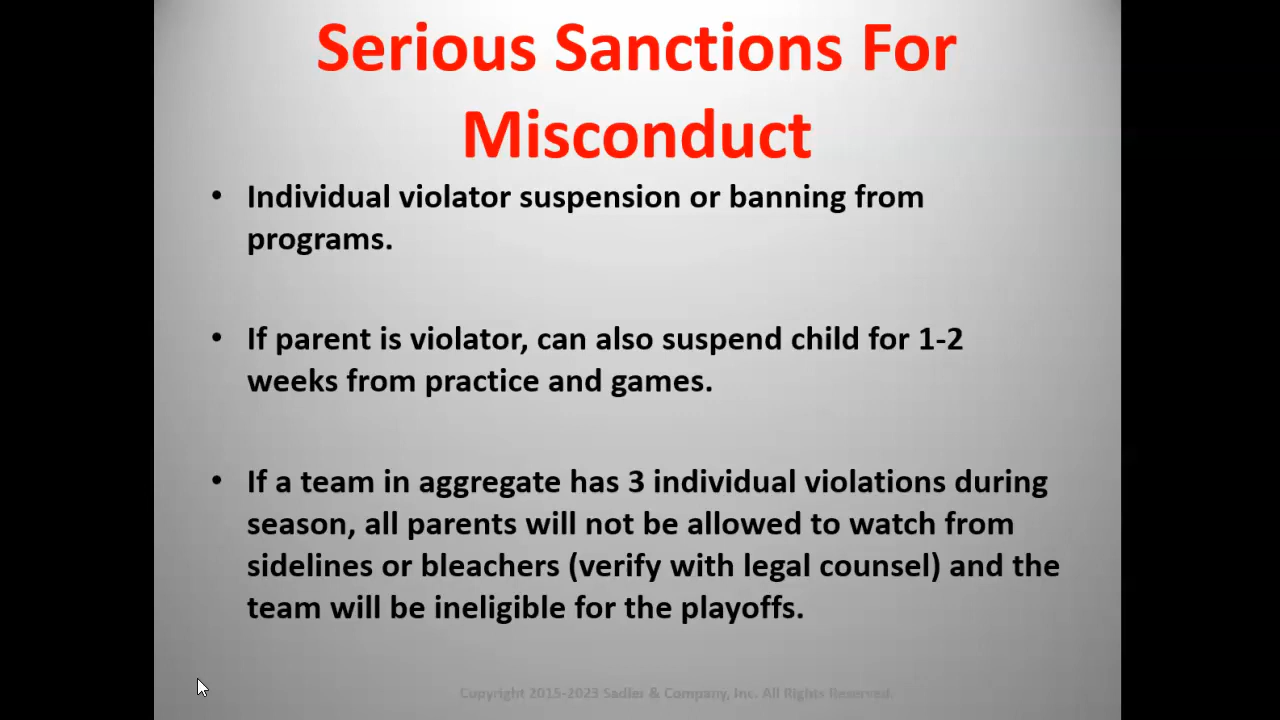 Serious Sanctions For
Misconduct
• Individual violator suspension or banning from
programs.
• If parent is violator, can also suspend child for 1-2
weeks from practice and games.
• If a team in aggregate has 3 individual violations during
season, all parents will not be allowed to watch from
sidelines or bleachers (verify with legal counsel) and the
team will be ineligible for the playoffs.
Copyright 2015-2023 Sadler & Company, Inc. All Rights Reserved.